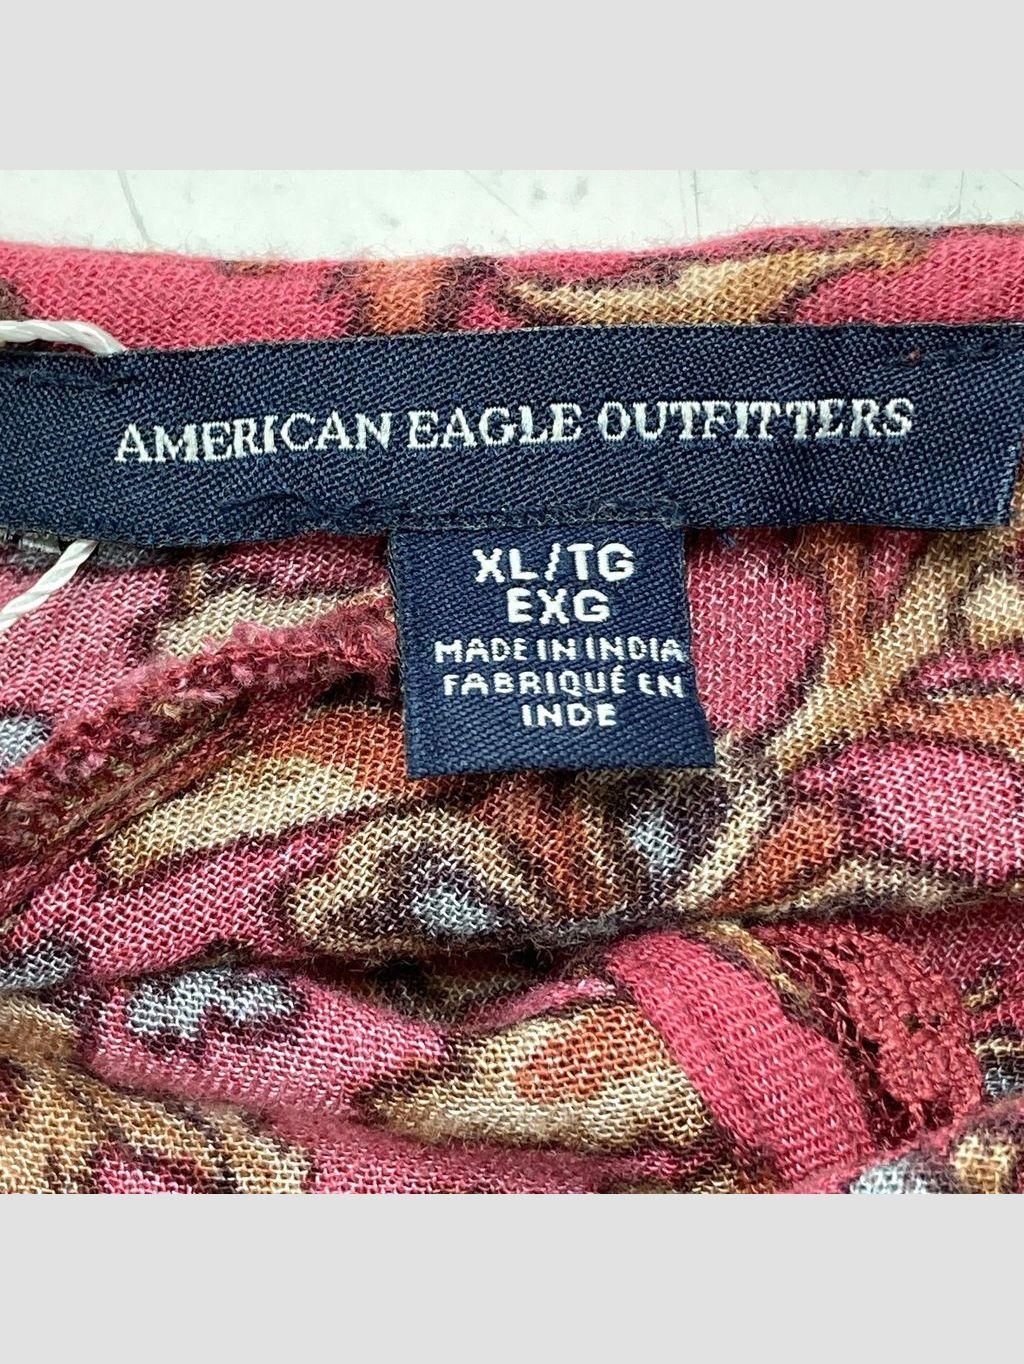 AMERICAN EAGLE OUTFITTERS
XL/TG
EXG
MADE IN INDIA
FABRIQUÉ EN
INDE